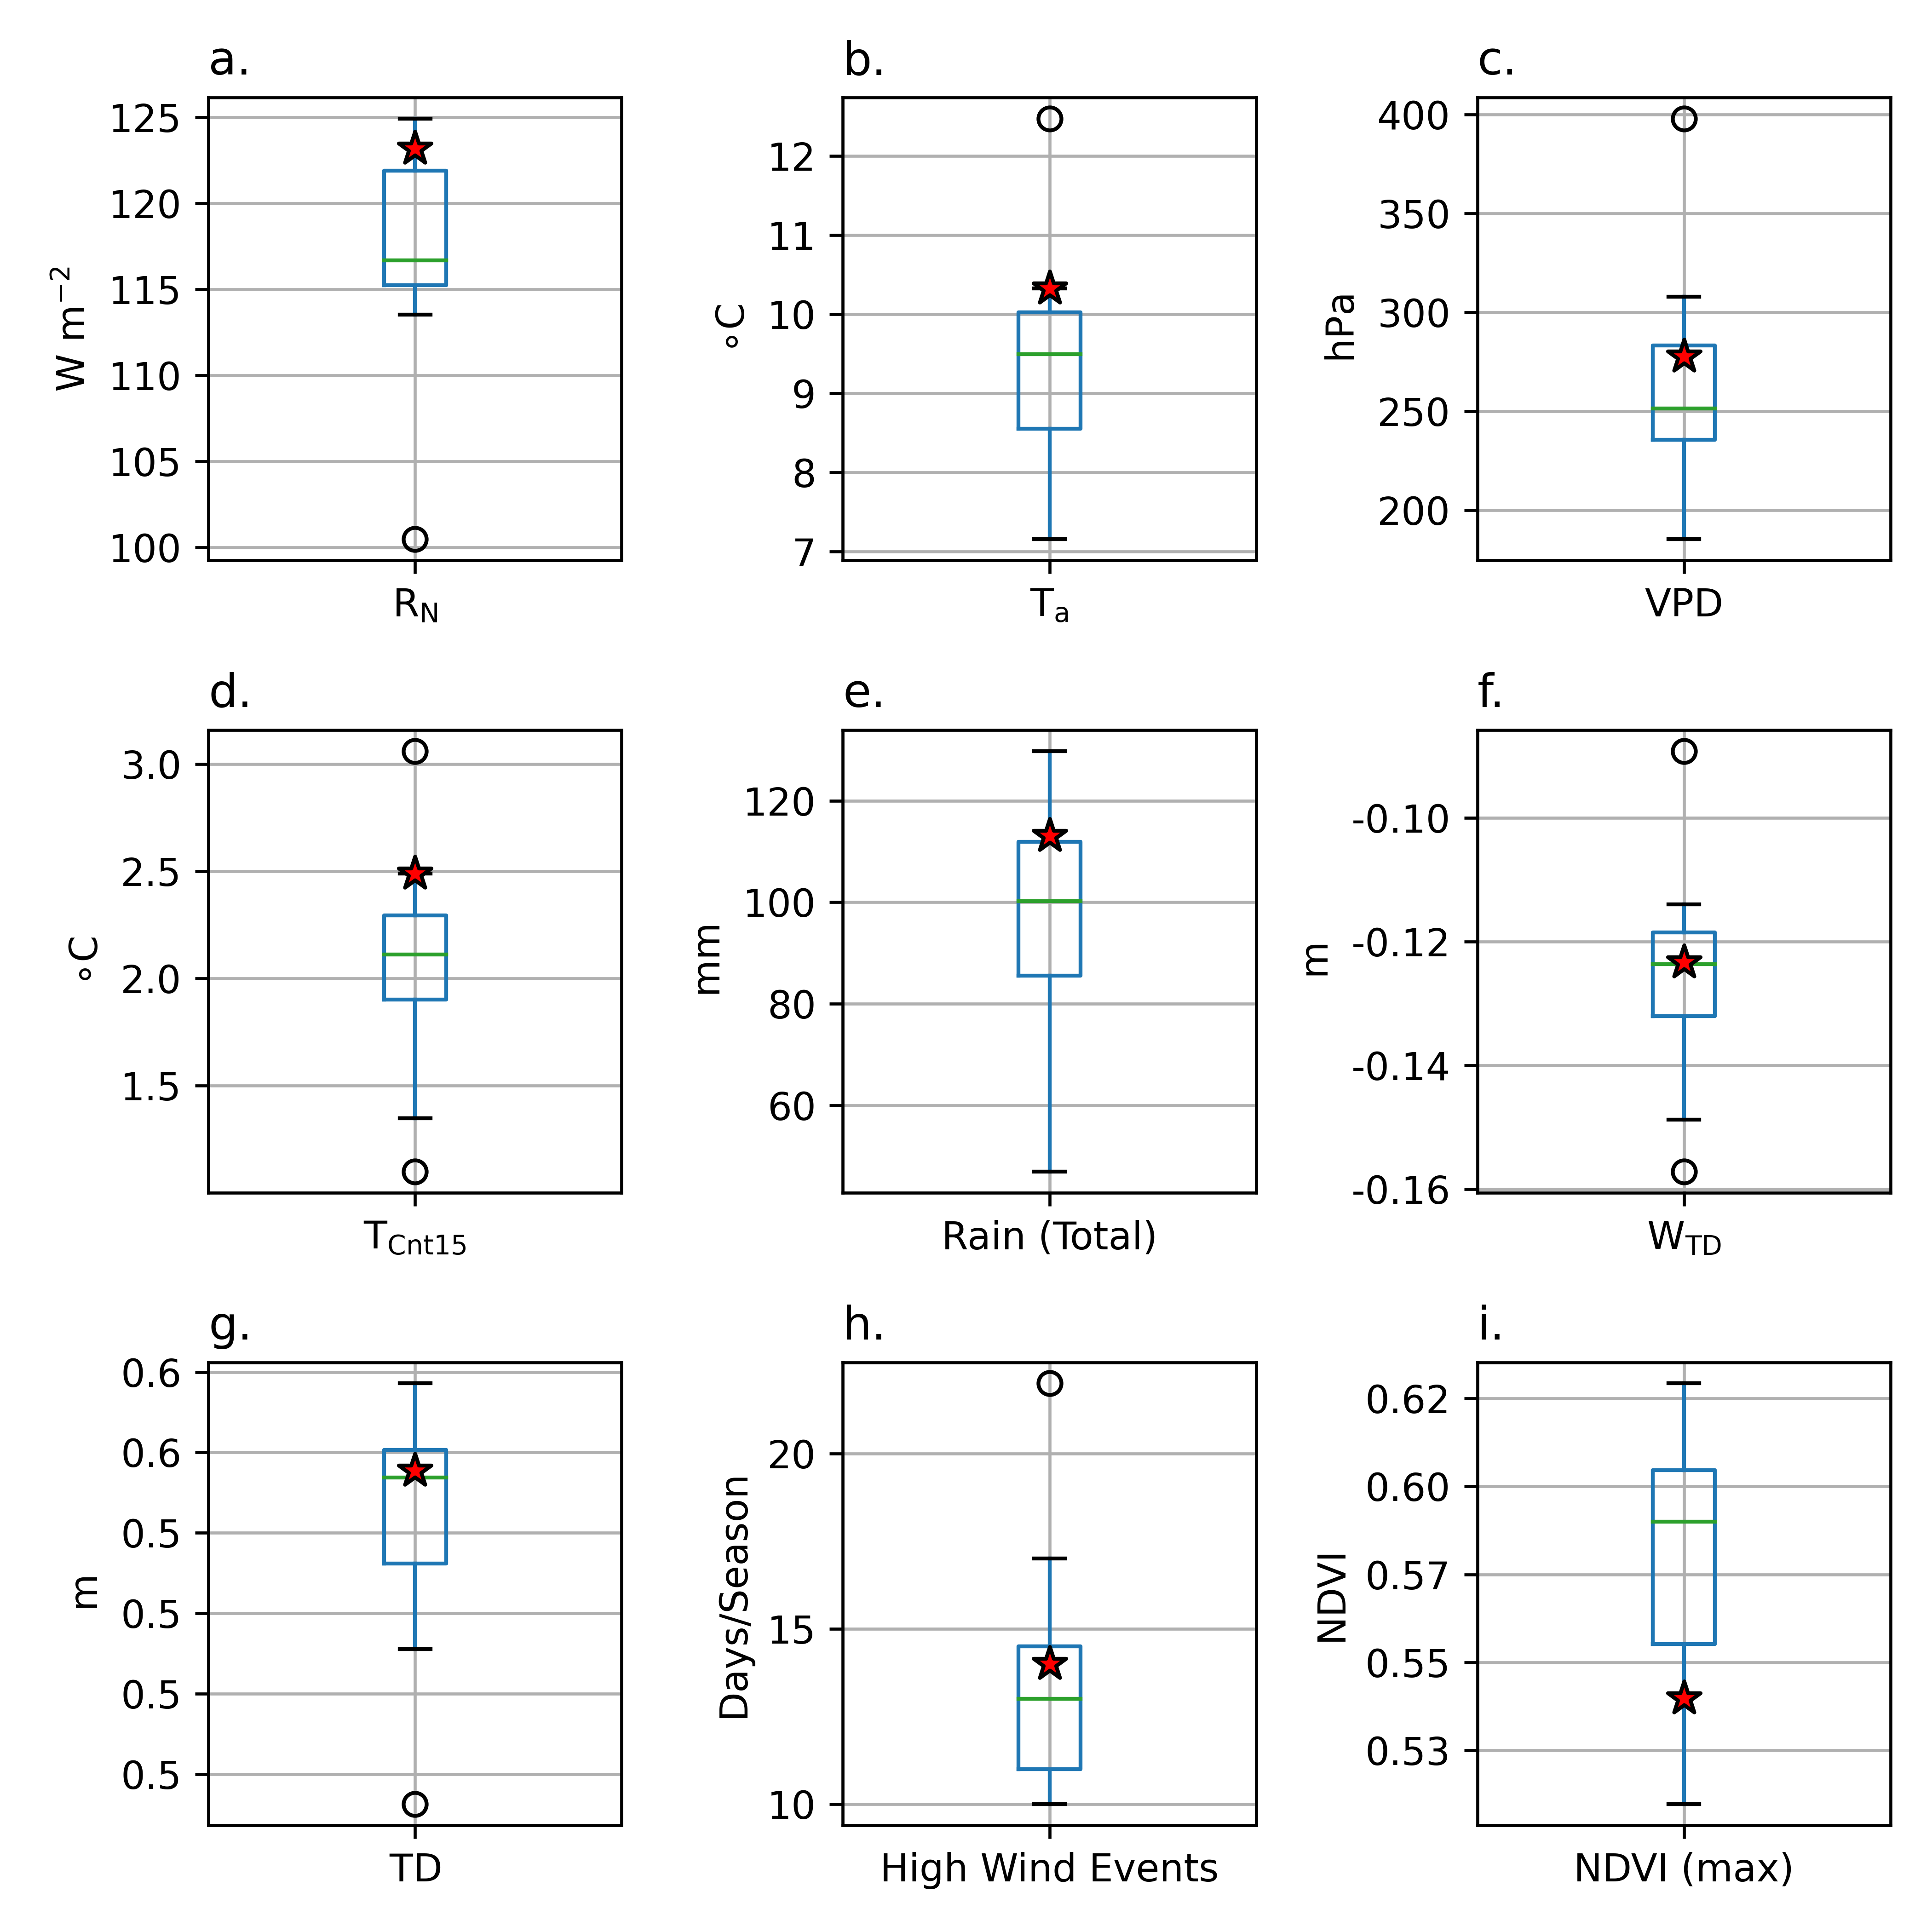 a.
125
120
115
110
105
100
W m⁻²
R_N
b.
12
11
10
9
8
7
°C
T_a
c.
400
350
300
250
200
hPa
VPD
d.
3.0
2.5
2.0
1.5
°C
T_Cnt15
e.
120
100
80
60
mm
Rain (Total)
f.
-0.10
-0.12
-0.14
-0.16
m
W_TD
g.
0.6
0.6
0.5
0.5
0.5
0.5
m
TD
h.
20
15
10
Days/Season
High Wind Events
i.
0.62
0.60
0.57
0.55
0.53
NDVI
NDVI (max)